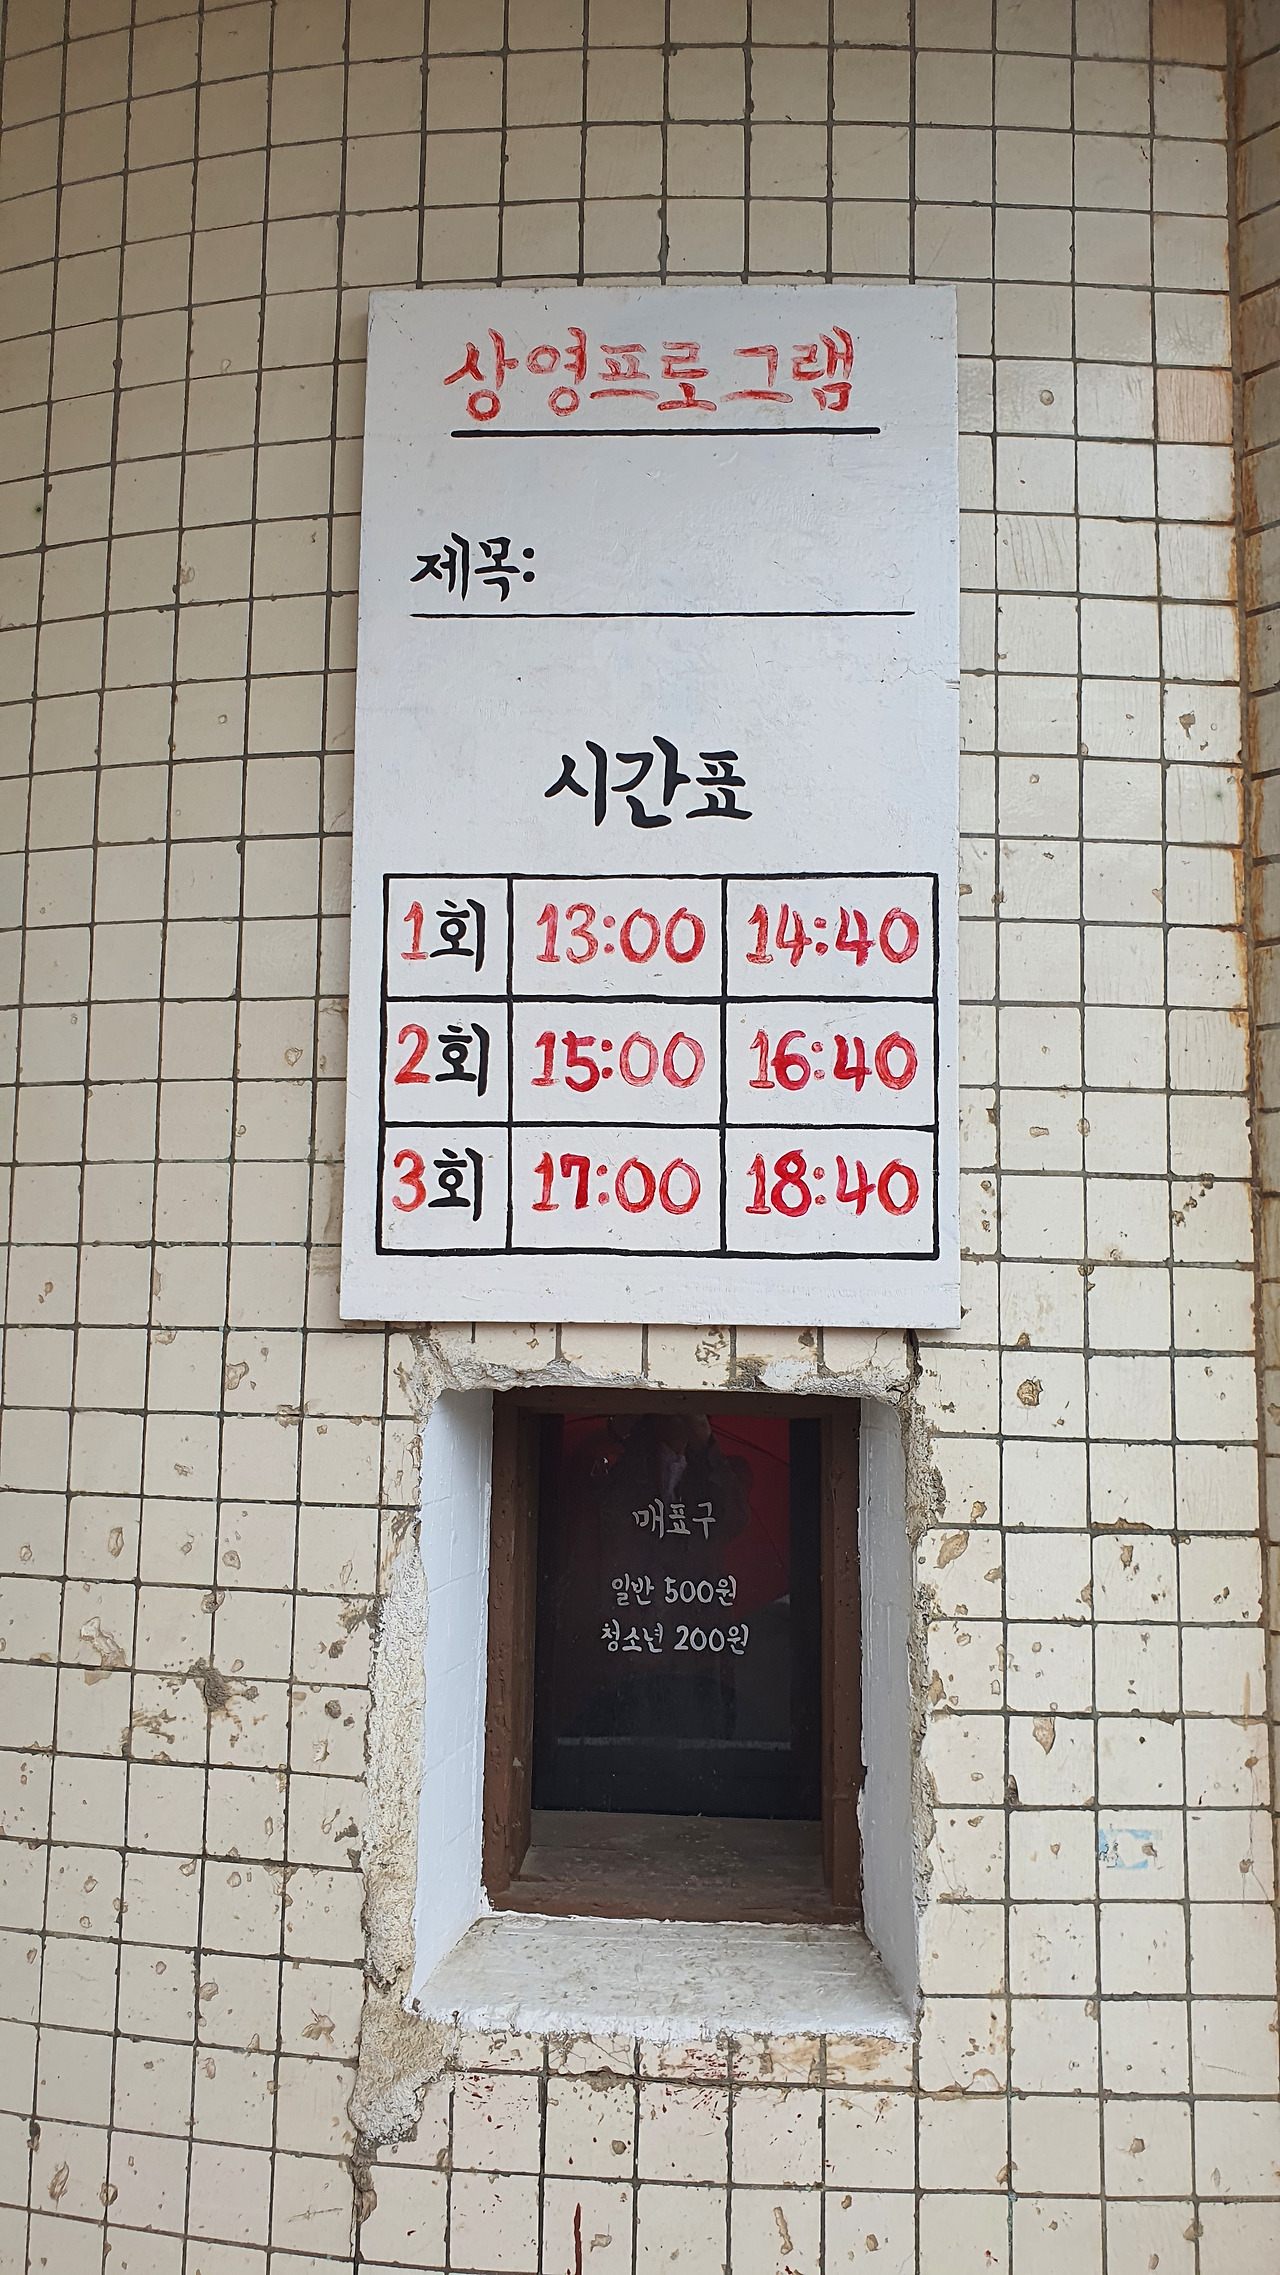 상영프로그램
제목:
시간표
1회 13:00 14:40
2회 15:00 16:40
3회 17:00 18:40
매표구
일반 500원
청소년 200원